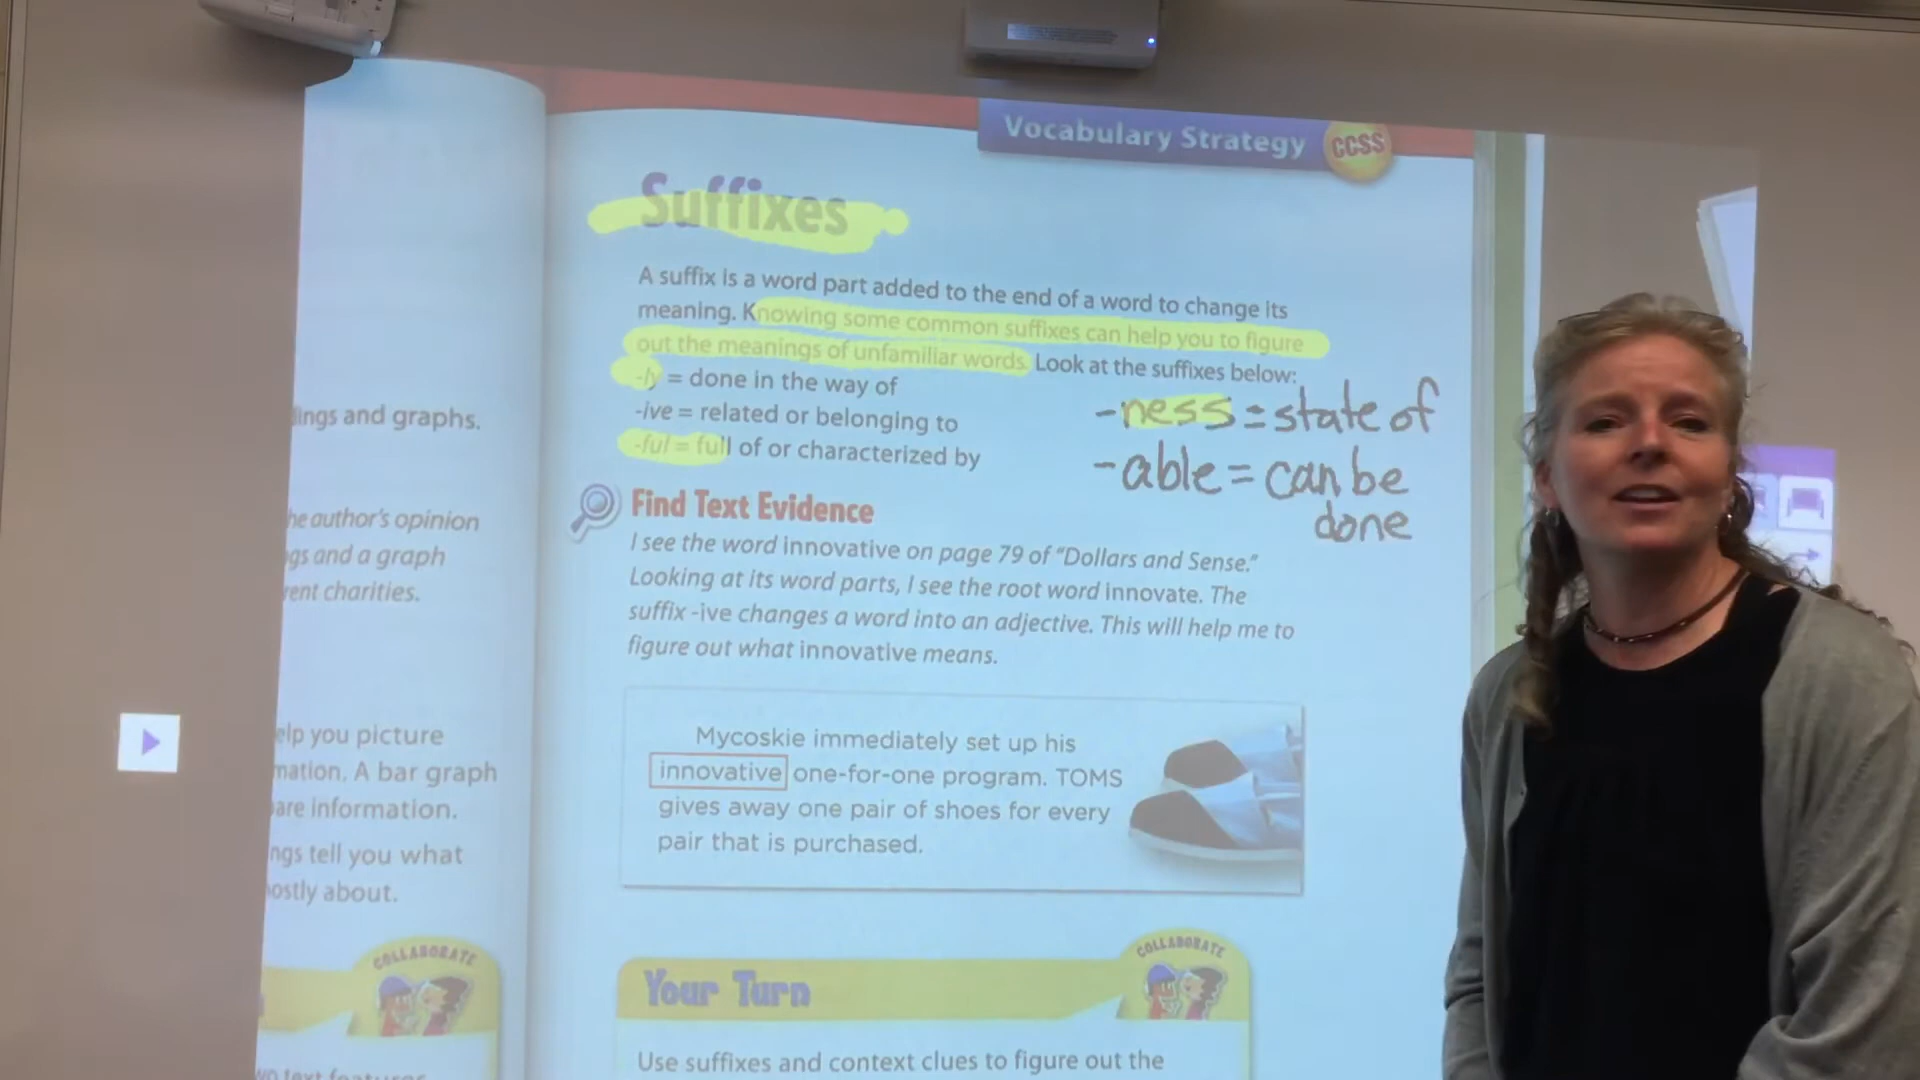 Vocabulary Strategy
CCSS
Suffixes
A suffix is a word part added to the end of a word to change its
meaning. Knowing some common suffixes can help you to figure
out the meanings of unfamiliar words. Look at the suffixes below:
-ly = done in the way of
-ive = related or belonging to
-ful = full of or characterized by
-ness = state of
-able = can be
done
Find Text Evidence
I see the word innovative on page 79 of "Dollars and Sense."
Looking at its word parts, I see the root word innovate. The
suffix -ive changes a word into an adjective. This will help me to
figure out what innovative means.
Mycoskie immediately set up his
innovative one-for-one program. TOMS
gives away one pair of shoes for every
pair that is purchased.
COLLABORATE
Your Turn
Use suffixes and context clues to figure out the
ings and graphs.
he author's opinion
gs and a graph
rent charities.
elp you picture
mation. A bar graph
are information.
ngs tell you what
ostly about.
COLLABORATE